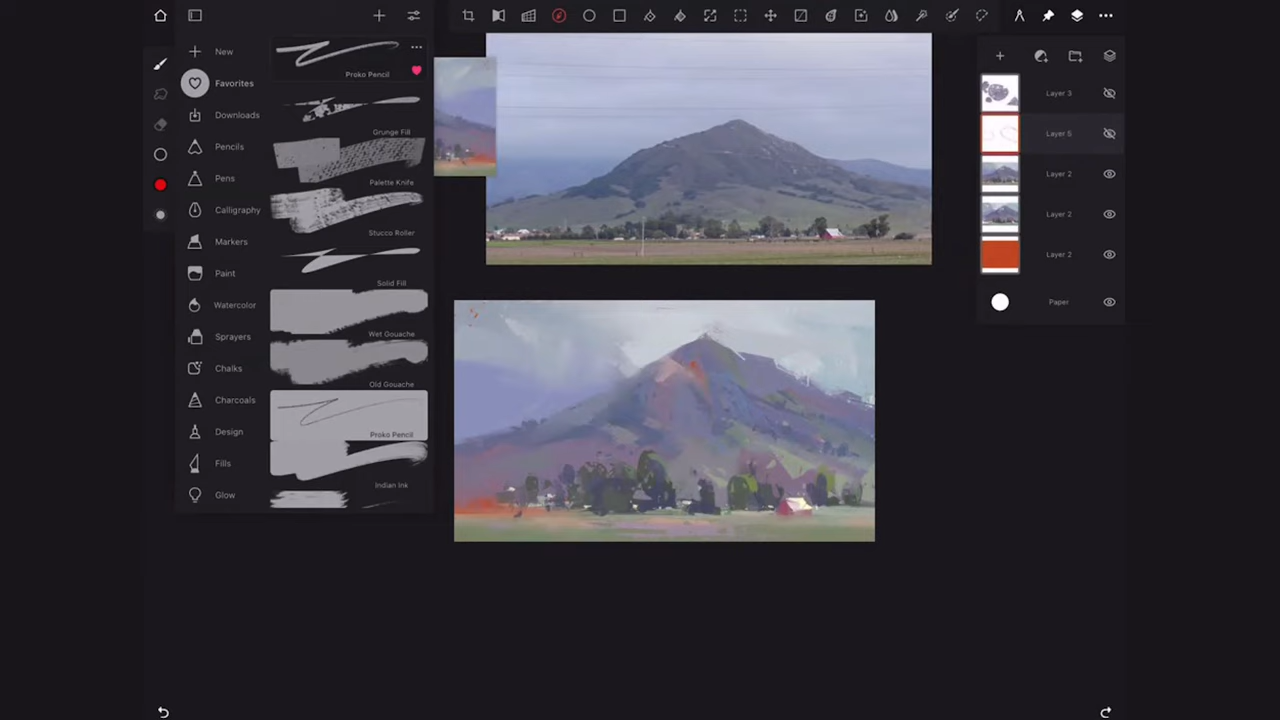 New
Favorites
Downloads
Pencils
Pens
Calligraphy
Markers
Paint
Watercolor
Sprayers
Chalks
Charcoals
Design
Fills
Glow
Proko Pencil
Grunge Fill
Palette Knife
Stucco Roller
Solid Fill
Wet Gouache
Old Gouache
Proko Pencil
Indian Ink
Layer 3
Layer 5
Layer 2
Layer 2
Layer 2
Paper